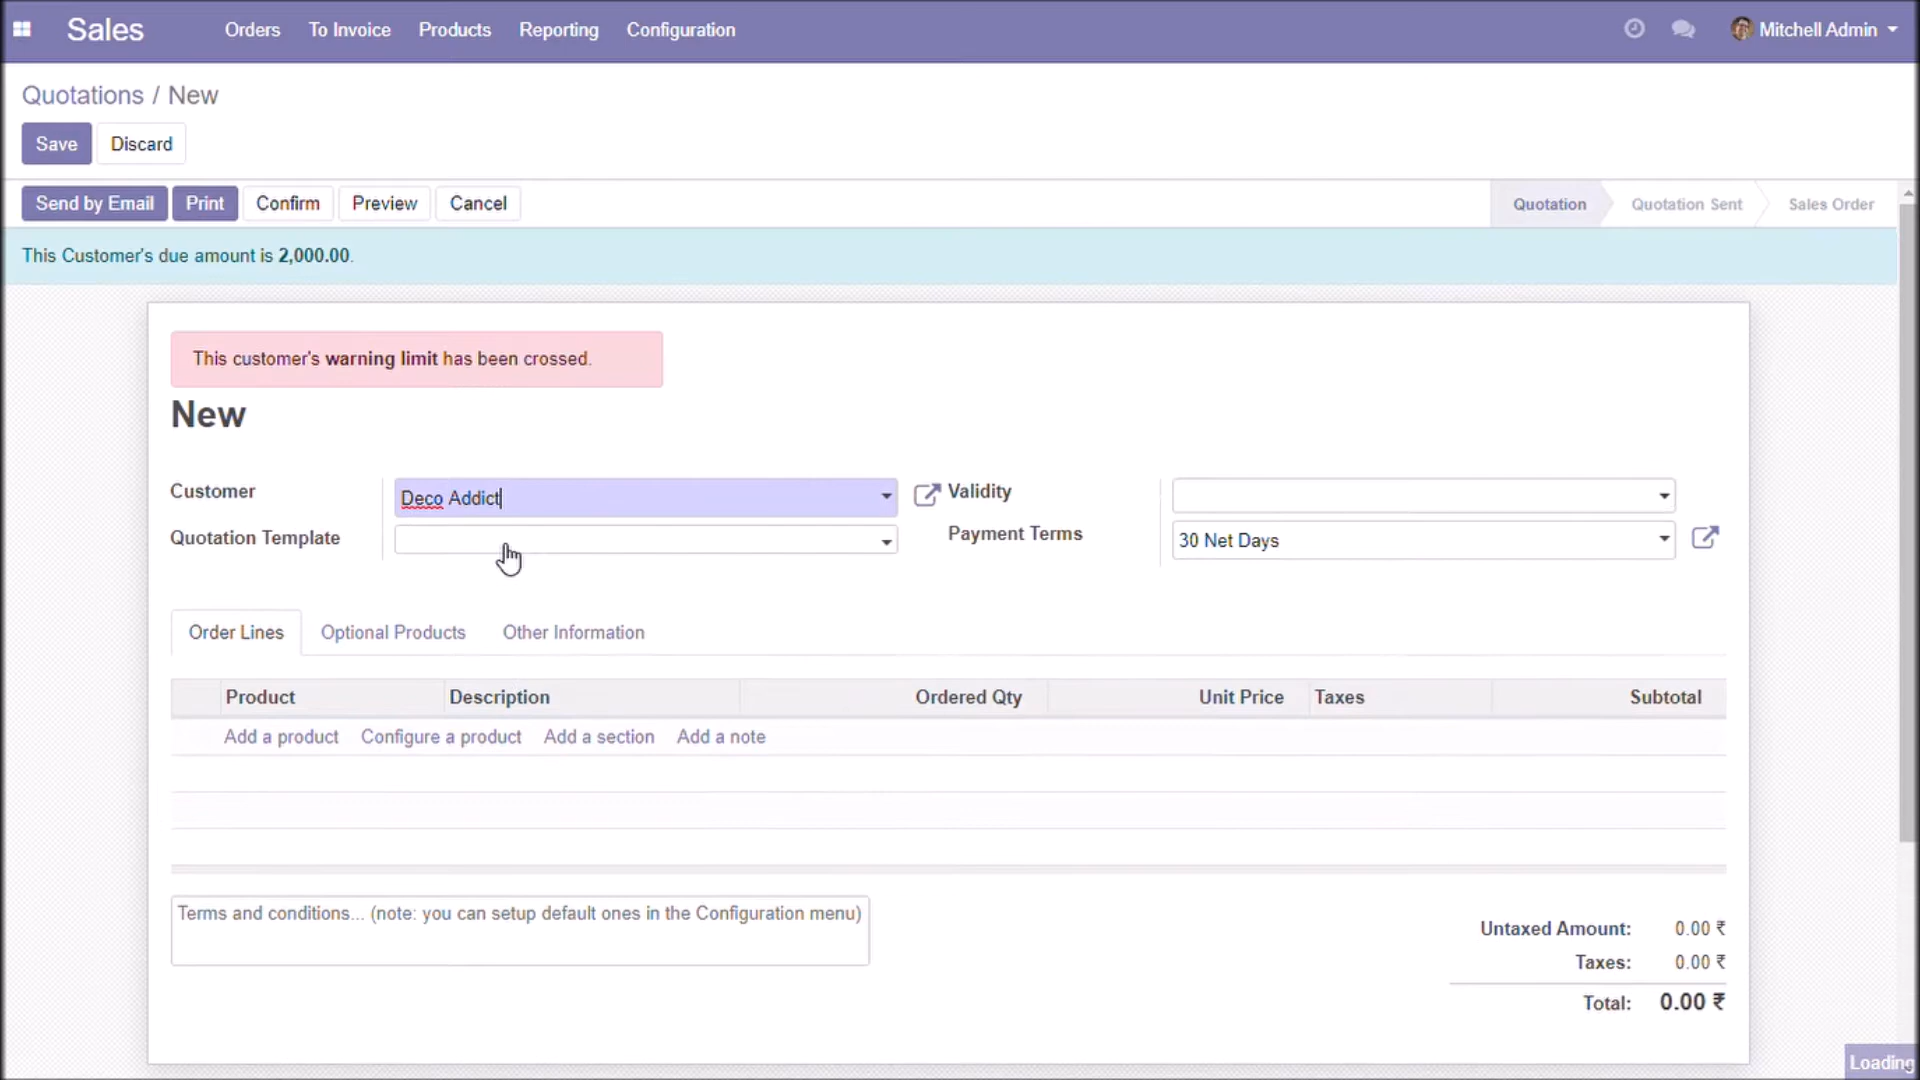 Sales Orders To Invoice Products Reporting Configuration Mitchell Admin
Quotations / New
Save Discard
Send by Email Print Confirm Preview Cancel Quotation Quotation Sent Sales Order
This Customer's due amount is 2,000.00.
This customer's warning limit has been crossed.
New
Customer Deco Addict Validity
Quotation Template Payment Terms 30 Net Days
Order Lines Optional Products Other Information
Product Description Ordered Qty Unit Price Taxes Subtotal
Add a product Configure a product Add a section Add a note
Terms and conditions... (note: you can setup default ones in the Configuration menu)
Untaxed Amount: 0.00 ₹
Taxes: 0.00 ₹
Total: 0.00 ₹
Loading